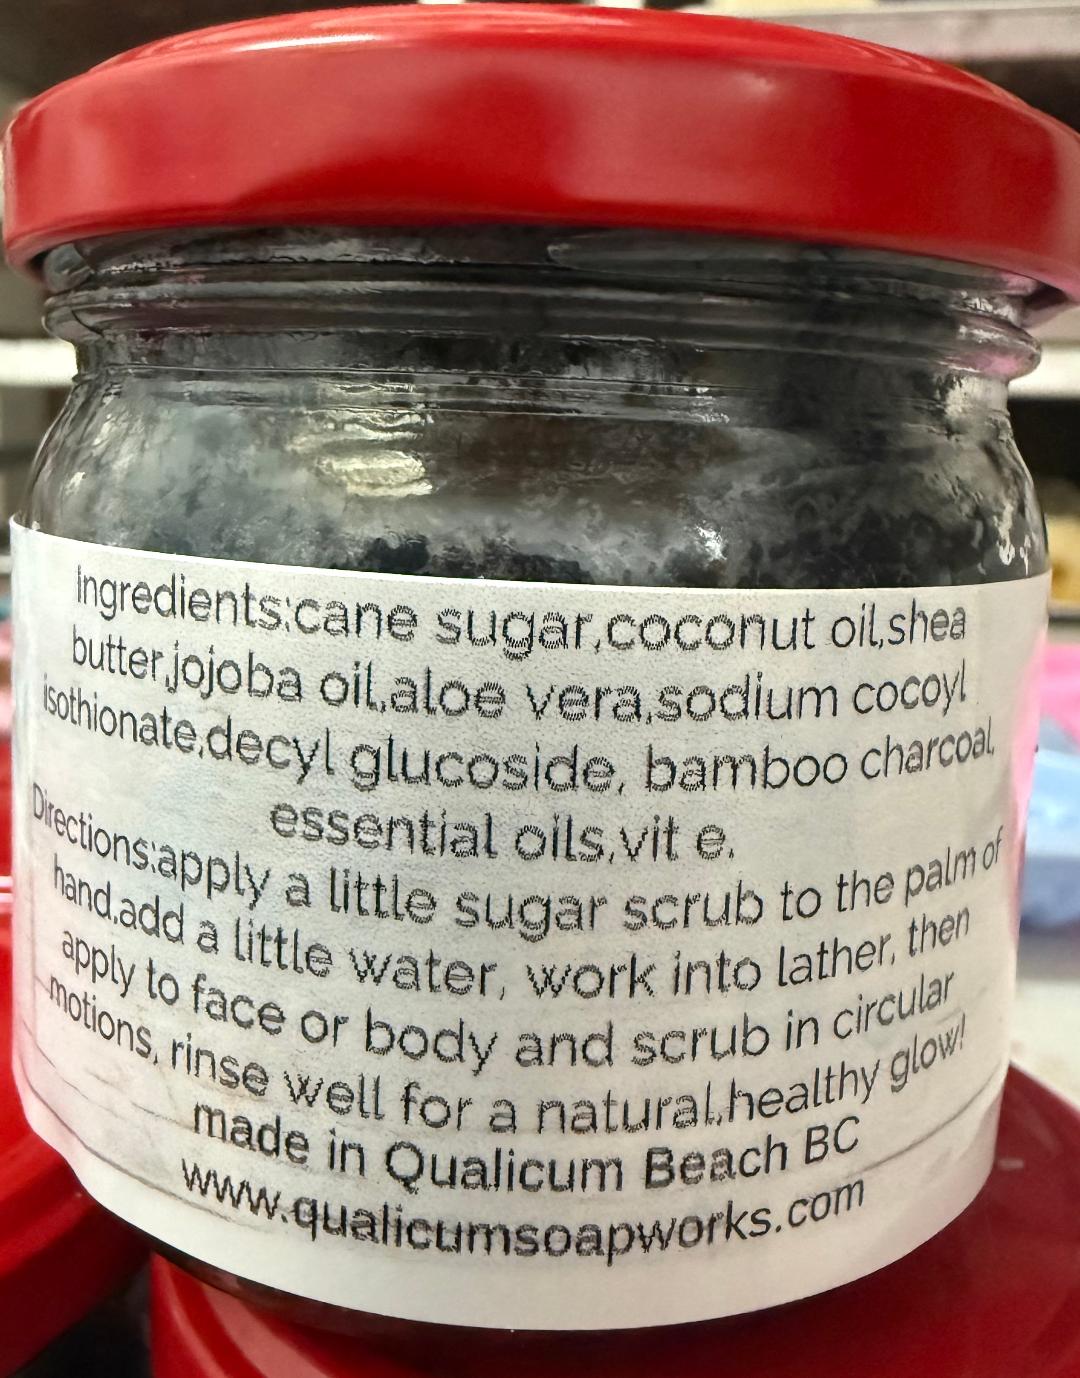 Ingredients:cane sugar,coconut oil,shea
butter,jojoba oil,aloe vera,sodium cocoyl
isothionate,decyl glucoside, bamboo charcoal,
essential oils,vit e.
Directions:apply a little sugar scrub to the palm of
hand,add a little water, work into lather, then
apply to face or body and scrub in circular
motions, rinse well for a natural,healthy glow!
made in Qualicum Beach BC
www.qualicumsoapworks.com